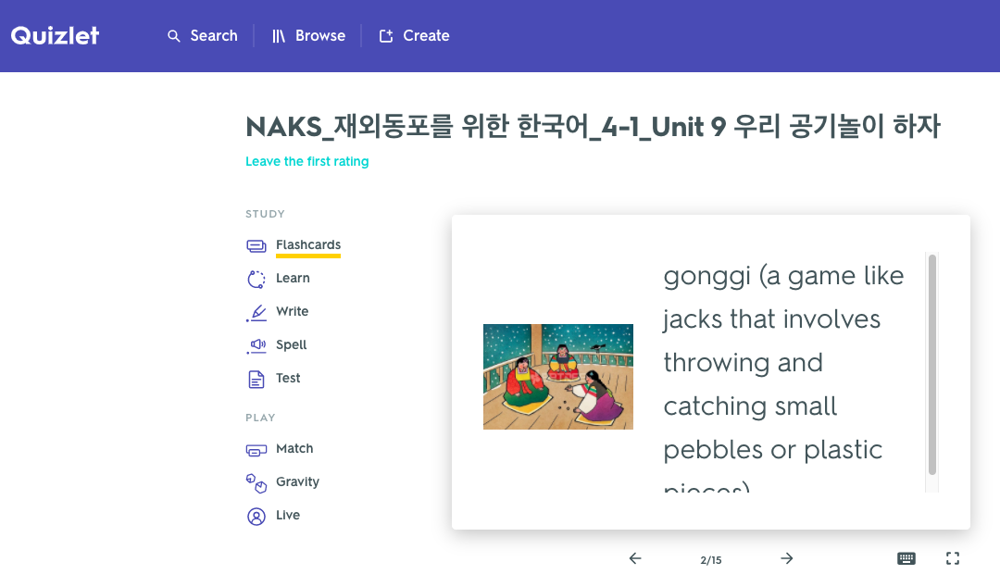 Quizlet
Search
Browse
Create
NAKS_재외동포를 위한 한국어_4-1_Unit 9 우리 공기놀이 하자
Leave the first rating
STUDY
Flashcards
Learn
Write
Spell
Test
PLAY
Match
Gravity
Live
gonggi (a game like
jacks that involves
throwing and
catching small
pebbles or plastic
pieces)
2/15